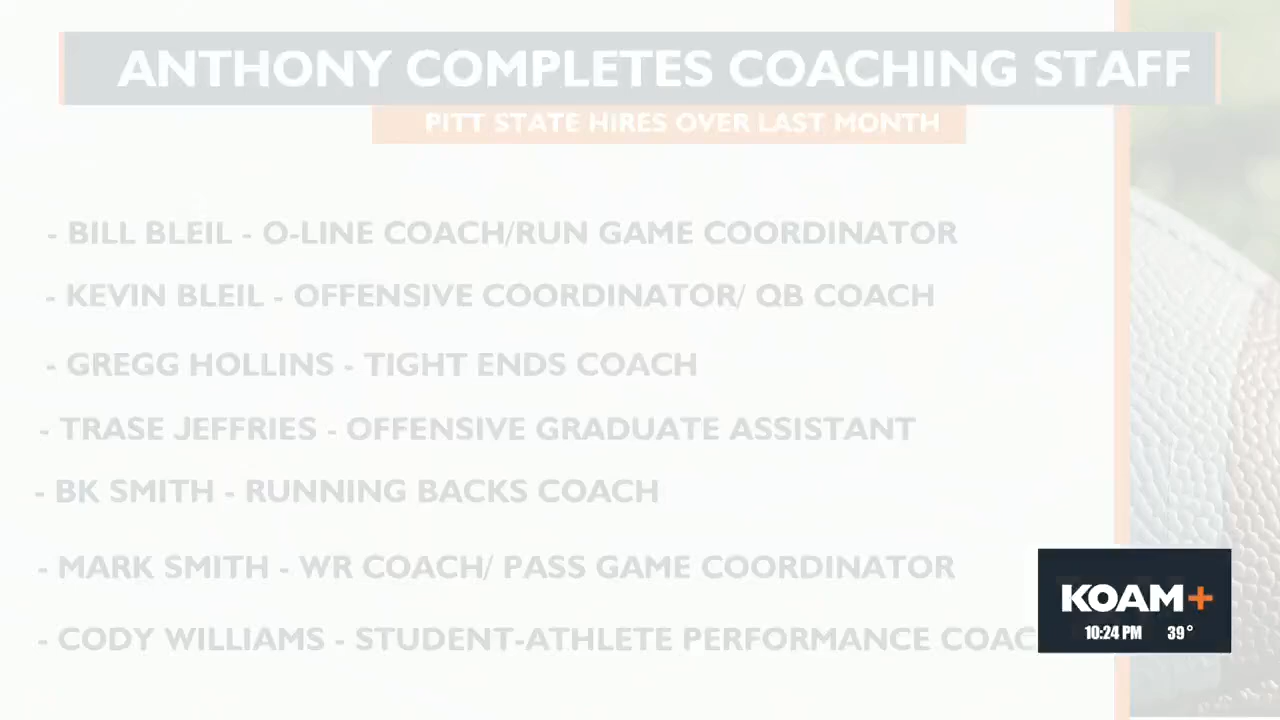 ANTHONY COMPLETES COACHING STAFF
PITT STATE HIRES OVER LAST MONTH
- BILL BLEIL - O-LINE COACH/RUN GAME COORDINATOR
- KEVIN BLEIL - OFFENSIVE COORDINATOR/ QB COACH
- GREGG HOLLINS - TIGHT ENDS COACH
- TRASE JEFFRIES - OFFENSIVE GRADUATE ASSISTANT
- BK SMITH - RUNNING BACKS COACH
- MARK SMITH - WR COACH/ PASS GAME COORDINATOR
- CODY WILLIAMS - STUDENT-ATHLETE PERFORMANCE COAC
KOAM+
10:24 PM 39°